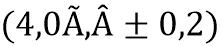 (4,0Ã,Â ± 0,2)